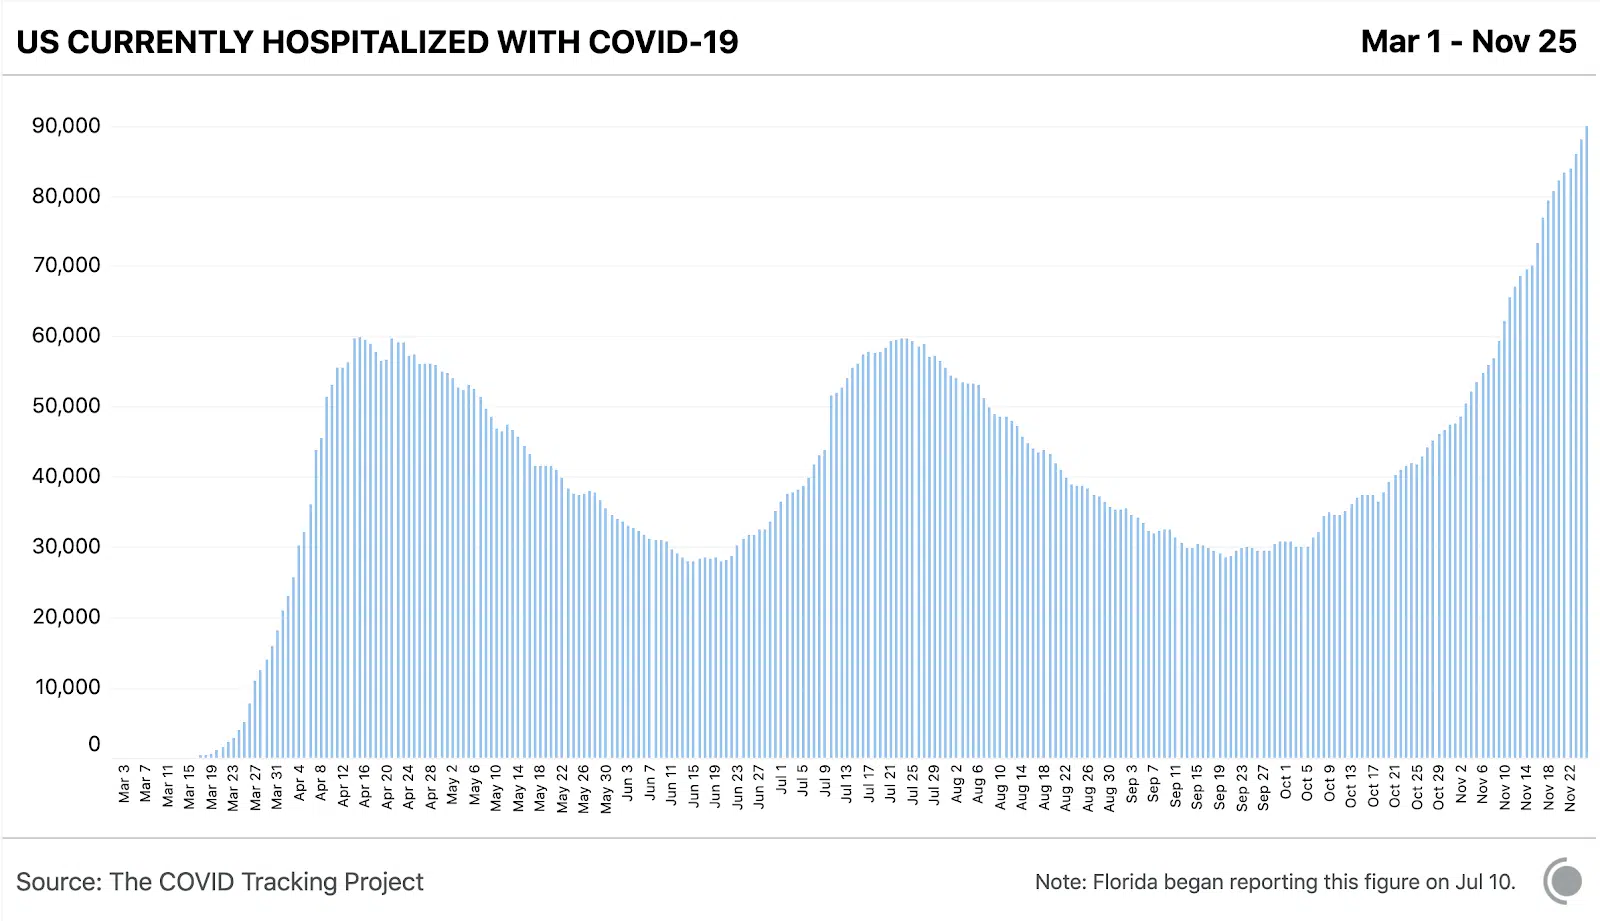 US CURRENTLY HOSPITALIZED WITH COVID-19
Mar 1 - Nov 25
90,000
80,000
70,000
60,000
50,000
40,000
30,000
20,000
10,000
0
Mar 3
Mar 7
Mar 11
Mar 15
Mar 19
Mar 23
Mar 27
Mar 31
Apr 4
Apr 8
Apr 12
Apr 16
Apr 20
Apr 24
Apr 28
May 2
May 6
May 10
May 14
May 18
May 22
May 26
May 30
Jun 3
Jun 7
Jun 11
Jun 15
Jun 19
Jun 23
Jun 27
Jul 1
Jul 5
Jul 9
Jul 13
Jul 17
Jul 21
Jul 25
Jul 29
Aug 2
Aug 6
Aug 10
Aug 14
Aug 18
Aug 22
Aug 26
Aug 30
Sep 3
Sep 7
Sep 11
Sep 15
Sep 19
Sep 23
Sep 27
Oct 1
Oct 5
Oct 9
Oct 13
Oct 17
Oct 21
Oct 25
Oct 29
Nov 2
Nov 6
Nov 10
Nov 14
Nov 18
Nov 22
Source: The COVID Tracking Project
Note: Florida began reporting this figure on Jul 10.